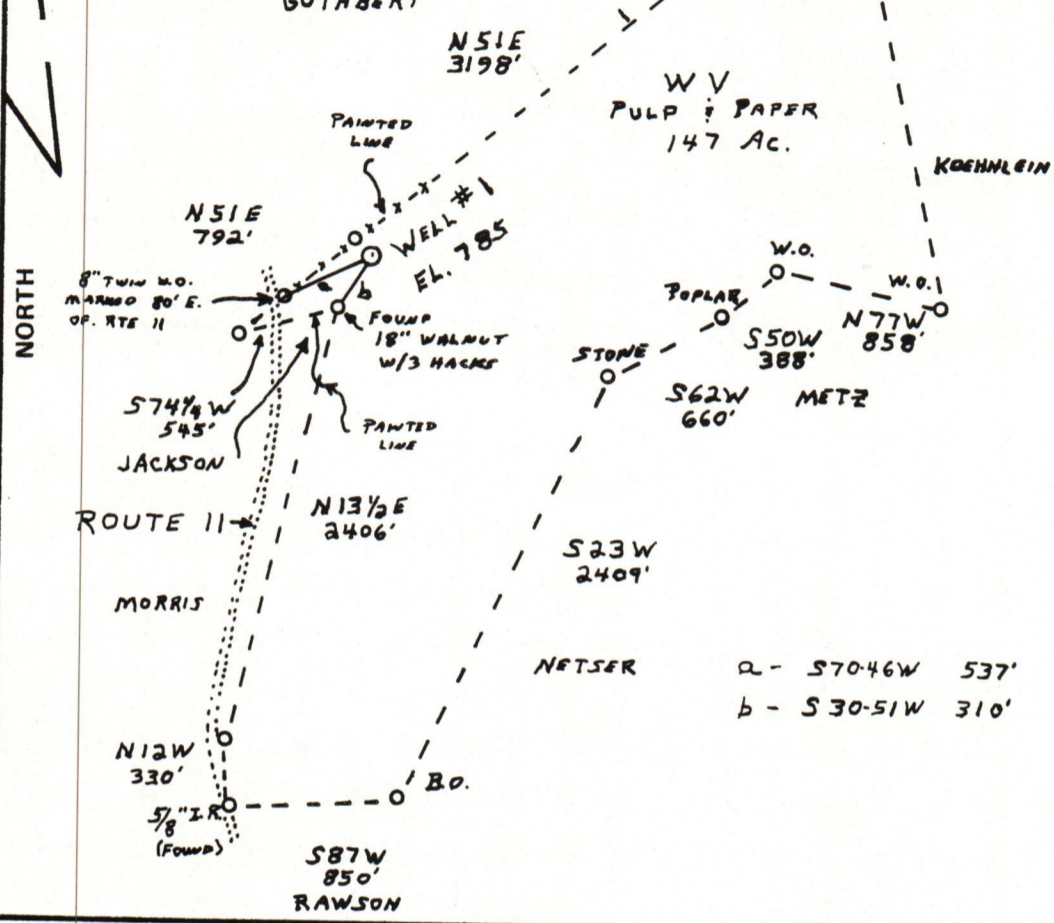 N51E
3198'
WV
PULP & PAPER
147 Ac.
PAINTED
LINE
KOEHNLEIN
N51E
792'
WELL #1
EL. 785
8" TWIN W.O.
MARKED 80' E.
OF RTE 11
NORTH
a
b
FOUND
18" WALNUT
W/3 HACKS
W.O.
W.O.
POPLAR
N77W
858'
S50W
388'
STONE
S62W
660'
METZ
S74¼W
545'
JACKSON
PAINTED
LINE
ROUTE 11
N13½E
2406'
S23W
2409'
MORRIS
NETSER
a - S70-46W 537'
b - S30-51W 310'
N12W
330'
B.O.
5/8" I.R.
(FOUND)
S87W
850'
RAWSON